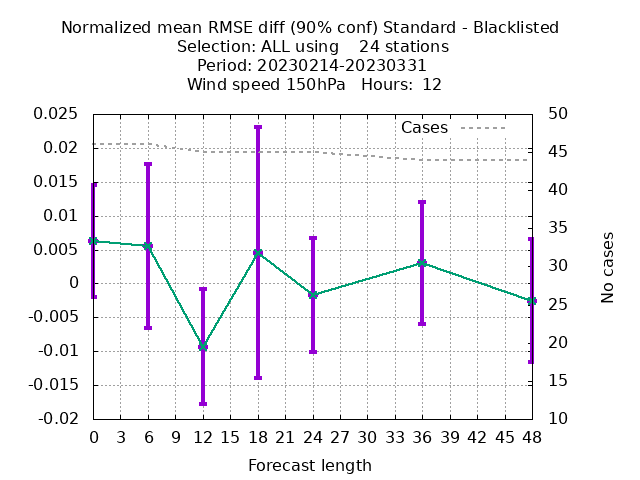 Normalized mean RMSE diff (90% conf) Standard - Blacklisted
Selection: ALL using    24 stations
Period: 20230214-20230331
Wind speed 150hPa   Hours:  12
Cases
0.025
0.02
0.015
0.01
0.005
0
-0.005
-0.01
-0.015
-0.02
50
45
40
35
30
25
20
15
10
No cases
0 3 6 9 12 15 18 21 24 27 30 33 36 39 42 45 48
Forecast length